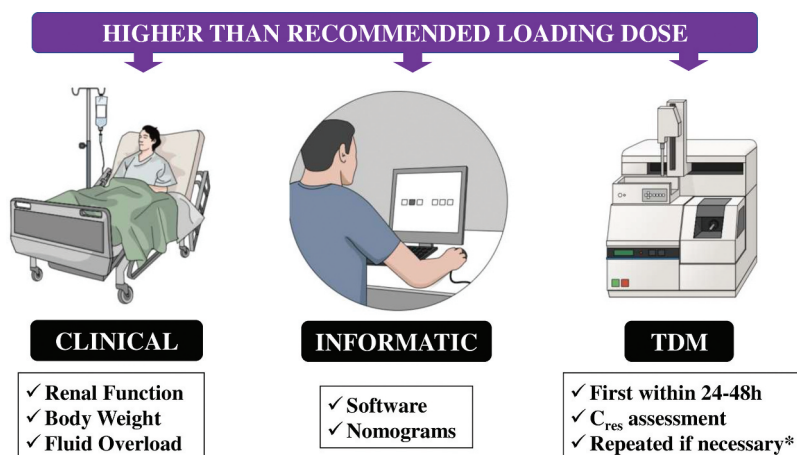 HIGHER THAN RECOMMENDED LOADING DOSE
CLINICAL
✓ Renal Function
✓ Body Weight
✓ Fluid Overload
INFORMATIC
✓ Software
✓ Nomograms
TDM
✓ First within 24-48h
✓ Cres assessment
✓ Repeated if necessary*